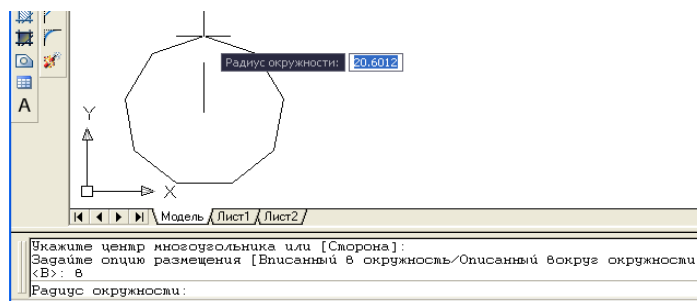 Радиус окружности: 20.6012
A
Y
X
Модель Лист1 Лист2
Укажите центр многоугольника или [Сторона]:
Задайте опцию размещения [Вписанный в окружность/Описанный вокруг окружности
<В>: в
Радиус окружности: